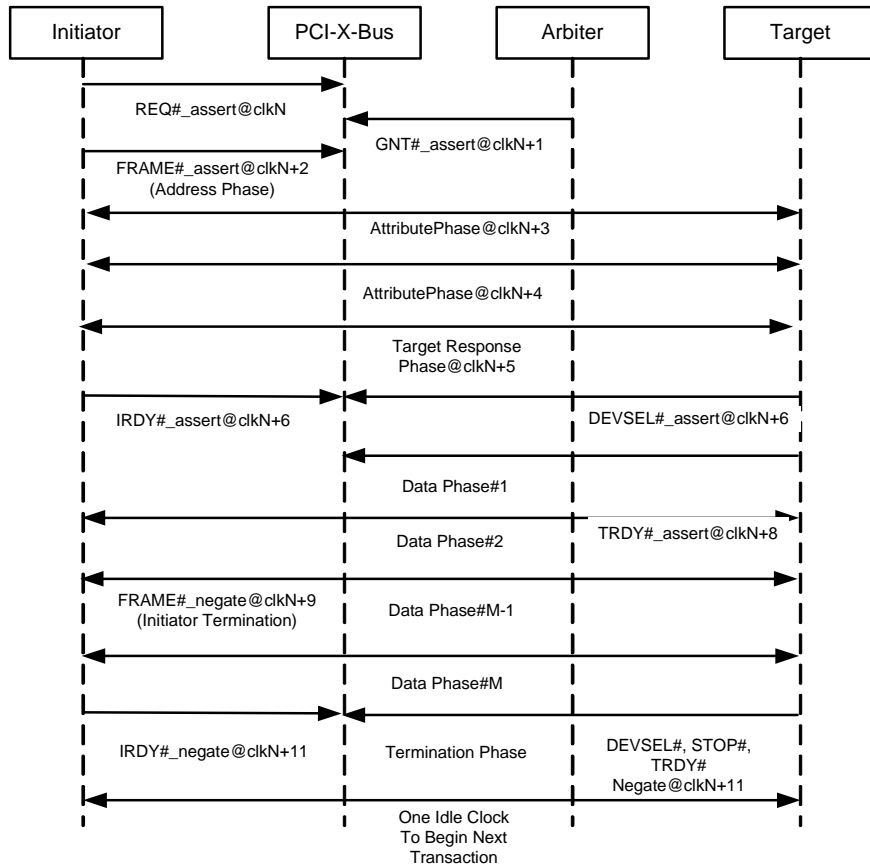 Initiator
PCI-X-Bus
Arbiter
Target
REQ#_assert@clkN
GNT#_assert@clkN+1
FRAME#_assert@clkN+2
(Address Phase)
AttributePhase@clkN+3
AttributePhase@clkN+4
Target Response
Phase@clkN+5
IRDY#_assert@clkN+6
DEVSEL#_assert@clkN+6
Data Phase#1
Data Phase#2
TRDY#_assert@clkN+8
FRAME#_negate@clkN+9
(Initiator Termination)
Data Phase#M-1
Data Phase#M
IRDY#_negate@clkN+11
Termination Phase
DEVSEL#, STOP#,
TRDY#
Negate@clkN+11
One Idle Clock
To Begin Next
Transaction